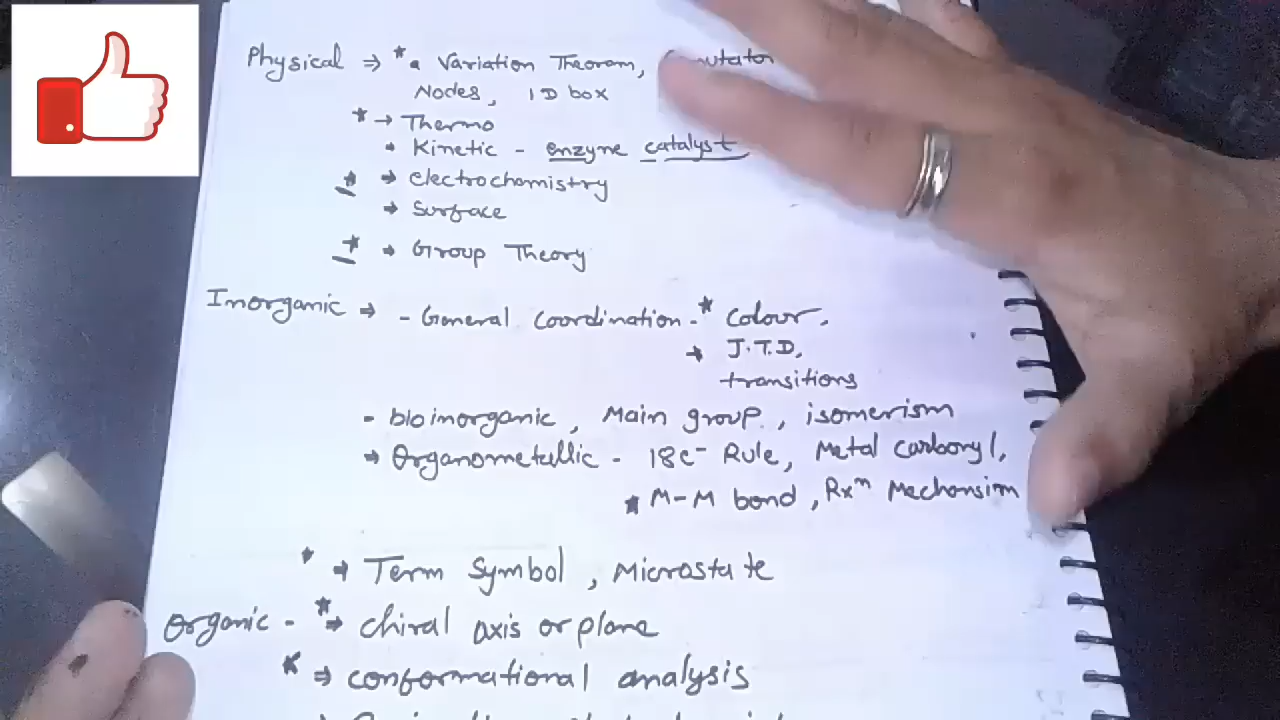 Physical ⇒ * • Variation Theoram,
Nodes, 1D box
* → Thermo
• Kinetic - enzyme catalyst
* → electrochemistry
→ Surface
* → Group Theory
Inorganic ⇒ - General Coordination - * Colour,
→ J.T.D,
transitions
- bioinorganic, Main group, isomerism
→ Organometallic - 18e⁻ Rule, Metal carbonyl,
* M-M bond, Rxⁿ Mechansim
* → Term Symbol, Microstate
Organic - * ⇒ chiral axis or plane
* ⇒ conformational analysis